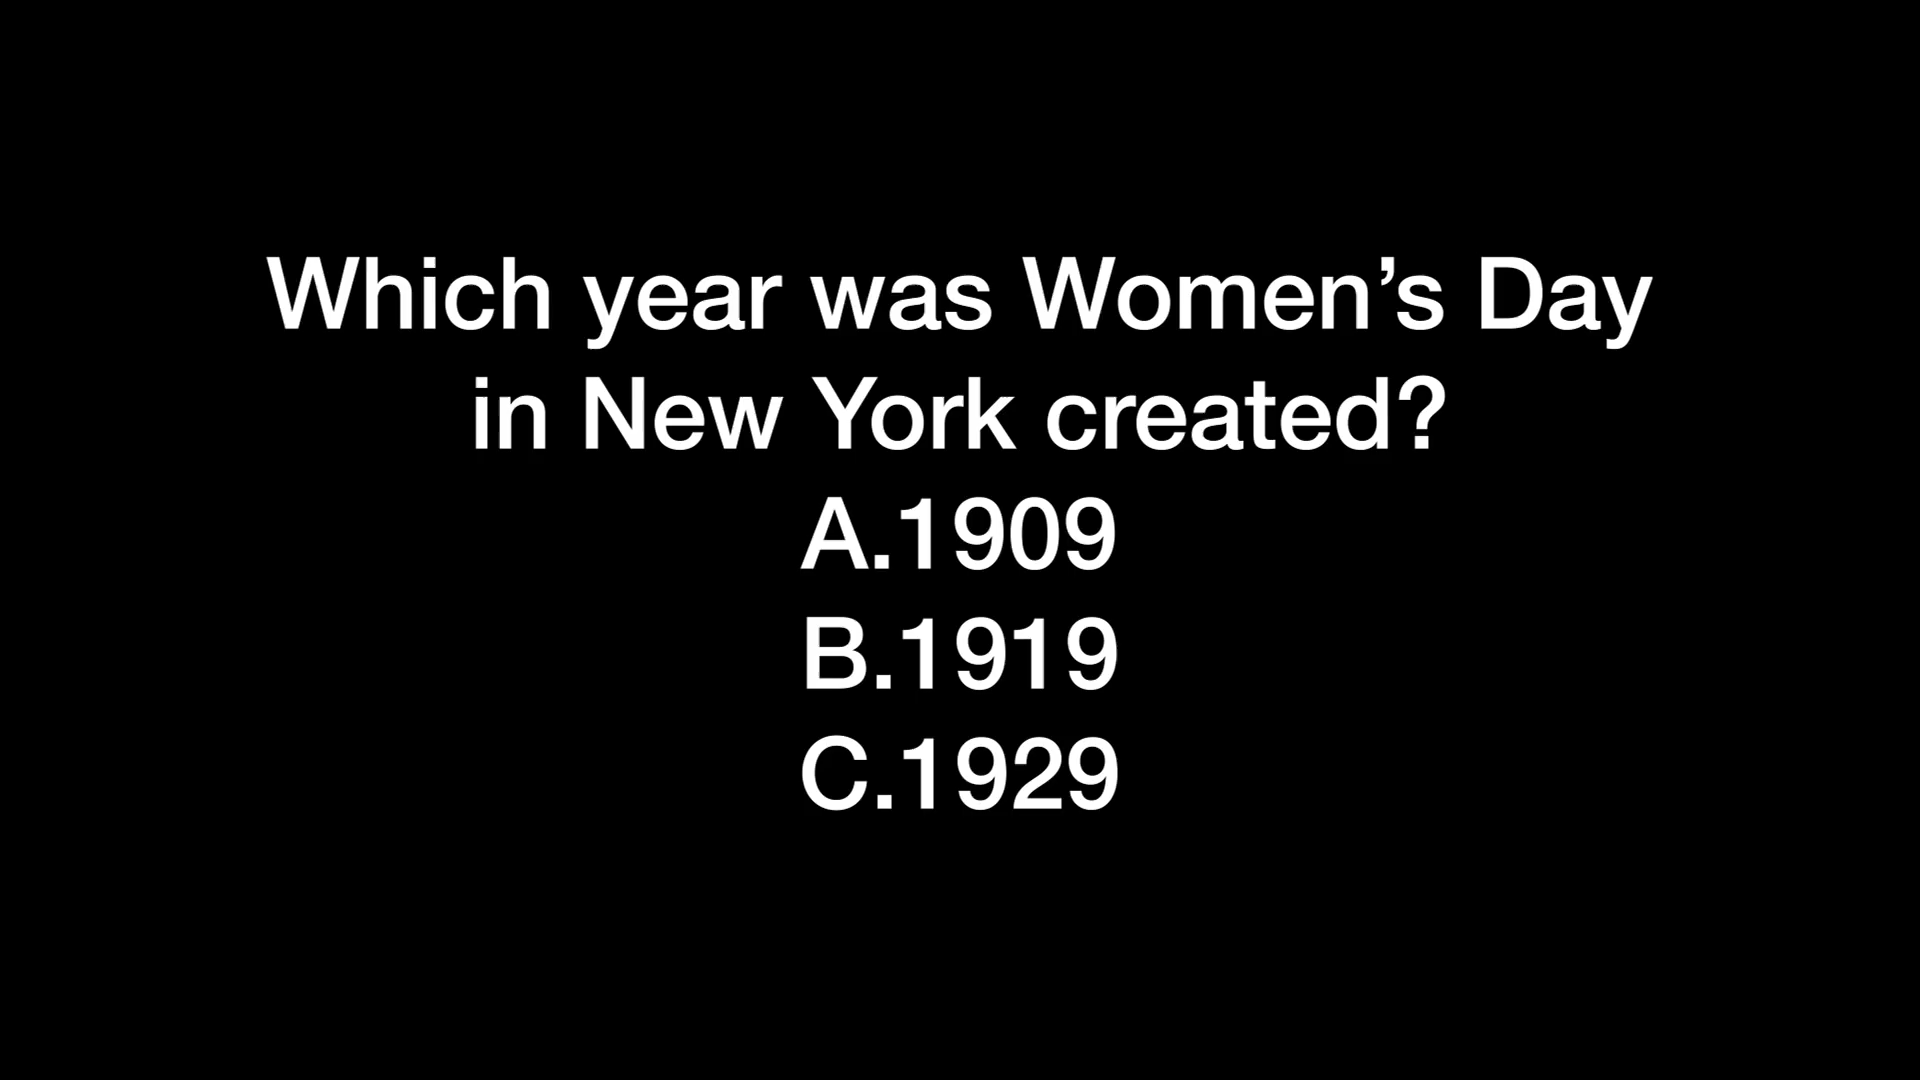 Which year was Women’s Day
in New York created?
A.1909
B.1919
C.1929